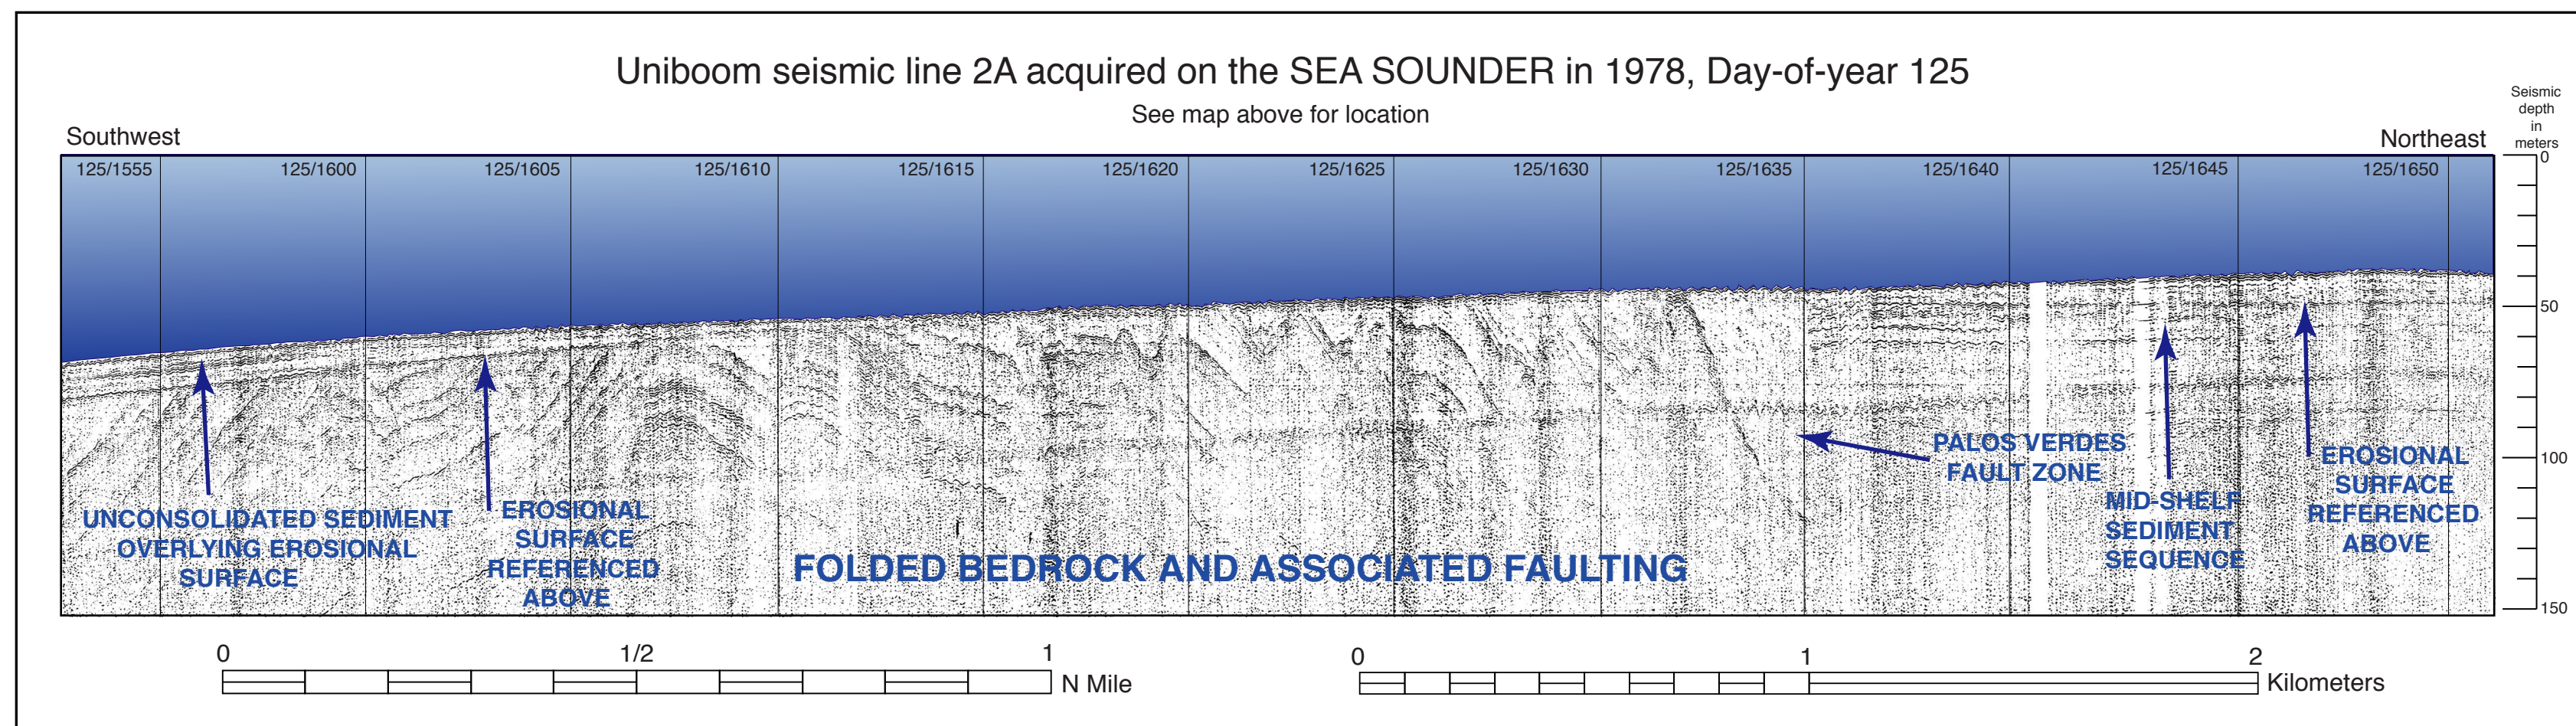 Uniboom seismic line 2A acquired on the SEA SOUNDER in 1978, Day-of-year 125
See map above for location
Southwest
Northeast
Seismic
depth
in
meters
125/1555 125/1600 125/1605 125/1610 125/1615 125/1620 125/1625 125/1630 125/1635 125/1640 125/1645 125/1650
0
50
100
150
UNCONSOLIDATED SEDIMENT
OVERLYING EROSIONAL
SURFACE
EROSIONAL
SURFACE
REFERENCED
ABOVE
FOLDED BEDROCK AND ASSOCIATED FAULTING
PALOS VERDES
FAULT ZONE
MID-SHELF
SEDIMENT
SEQUENCE
EROSIONAL
SURFACE
REFERENCED
ABOVE
0 1/2 1
N Mile
0 1 2
Kilometers